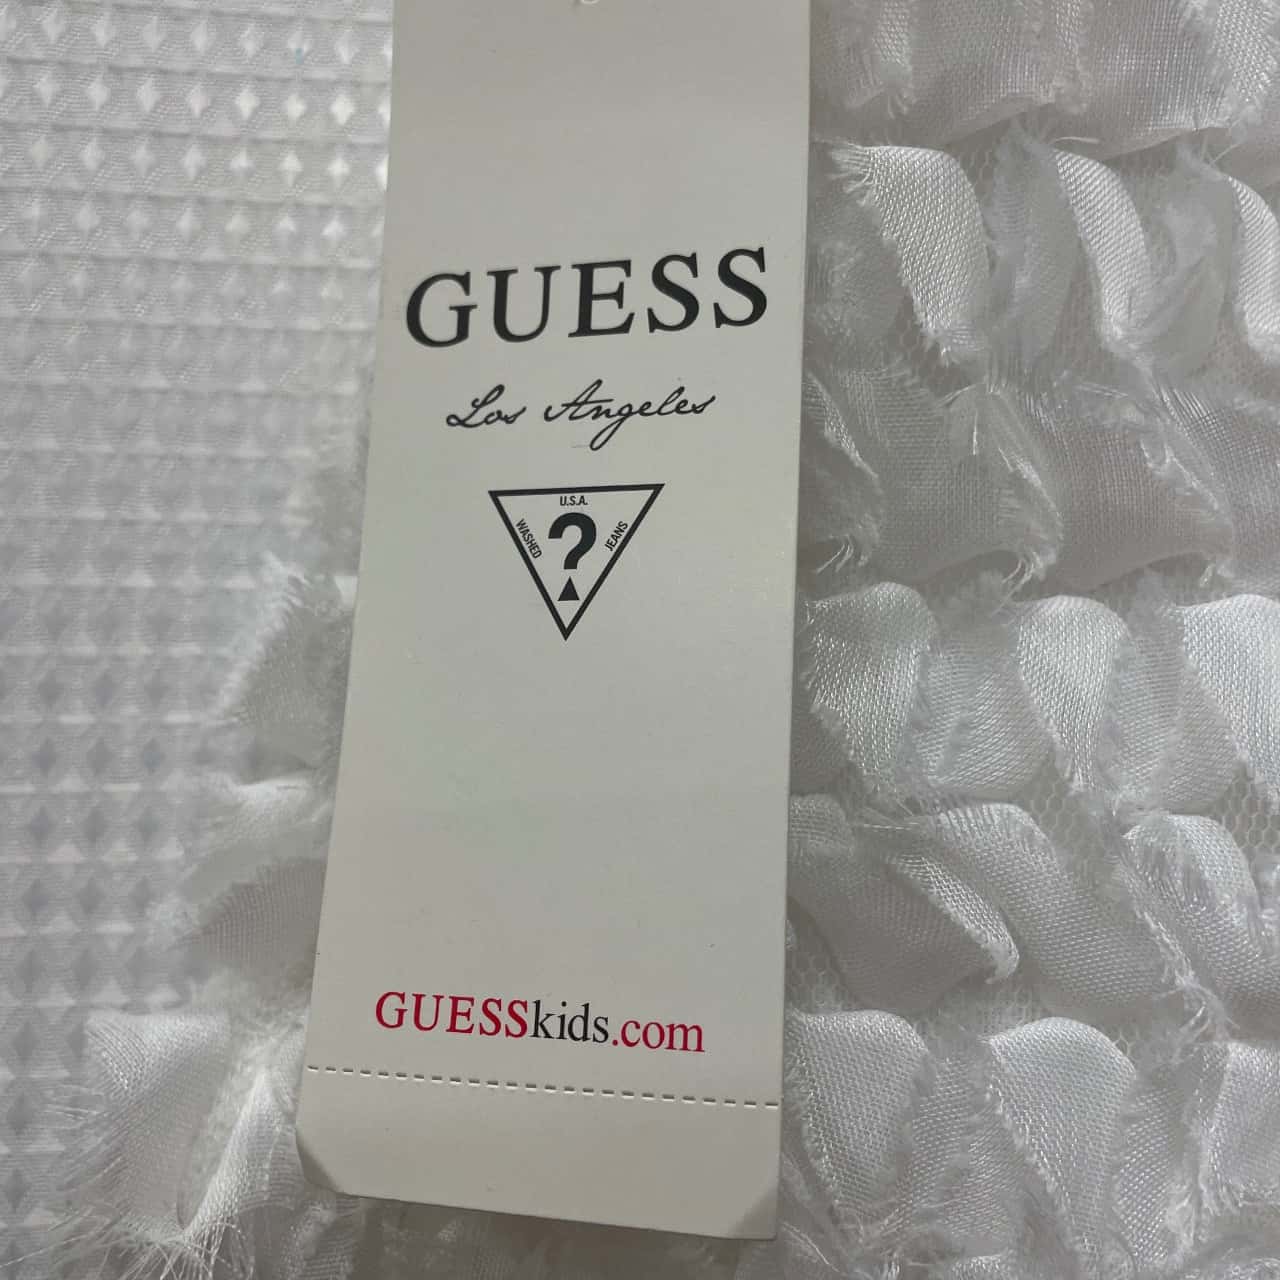 GUESS
Los Angeles
U.S.A.
WASHED ? JEANS
GUESSkids.com